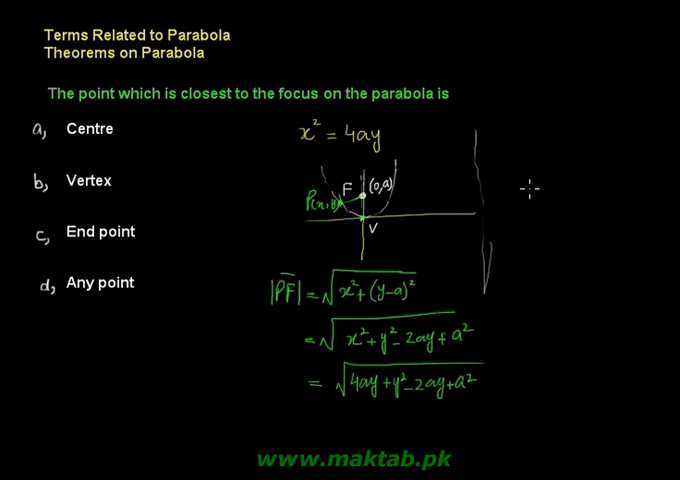 Terms Related to Parabola
Theorems on Parabola
The point which is closest to the focus on the parabola is
a, Centre
b, Vertex
c, End point
d, Any point
x² = 4ay
F (0,a)
P(x,y)
V
|PF| = √(x²+(y-a)²)
= √(x²+y²-2ay+a²)
= √(4ay+y²-2ay+a²)
www.maktab.pk